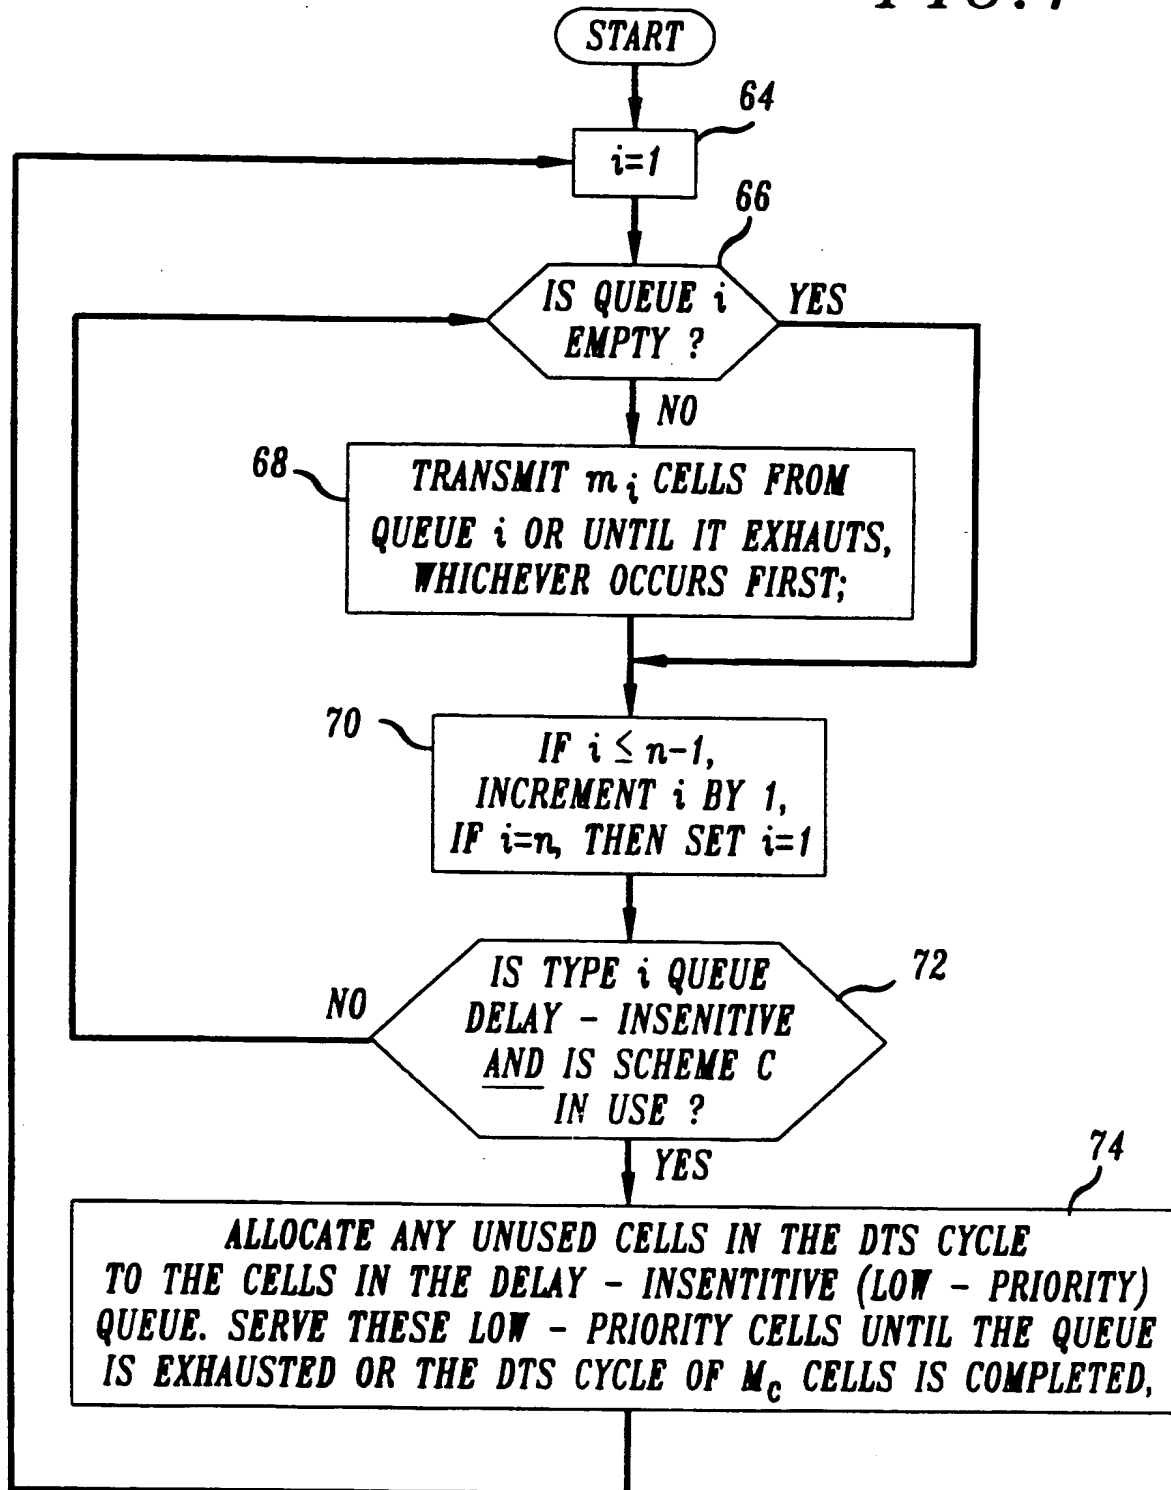 FIG. 7
START
64
i=1
66
IS QUEUE i
EMPTY ?
YES
NO
68
TRANSMIT m i CELLS FROM
QUEUE i OR UNTIL IT EXHAUTS,
WHICHEVER OCCURS FIRST;
70
IF i ≤ n-1,
INCREMENT i BY 1,
IF i=n, THEN SET i=1
72
IS TYPE i QUEUE
DELAY - INSENITIVE
AND IS SCHEME C
IN USE ?
NO
YES
74
ALLOCATE ANY UNUSED CELLS IN THE DTS CYCLE
TO THE CELLS IN THE DELAY - INSENTITIVE (LOW - PRIORITY)
QUEUE. SERVE THESE LOW - PRIORITY CELLS UNTIL THE QUEUE
IS EXHAUSTED OR THE DTS CYCLE OF Mc CELLS IS COMPLETED,